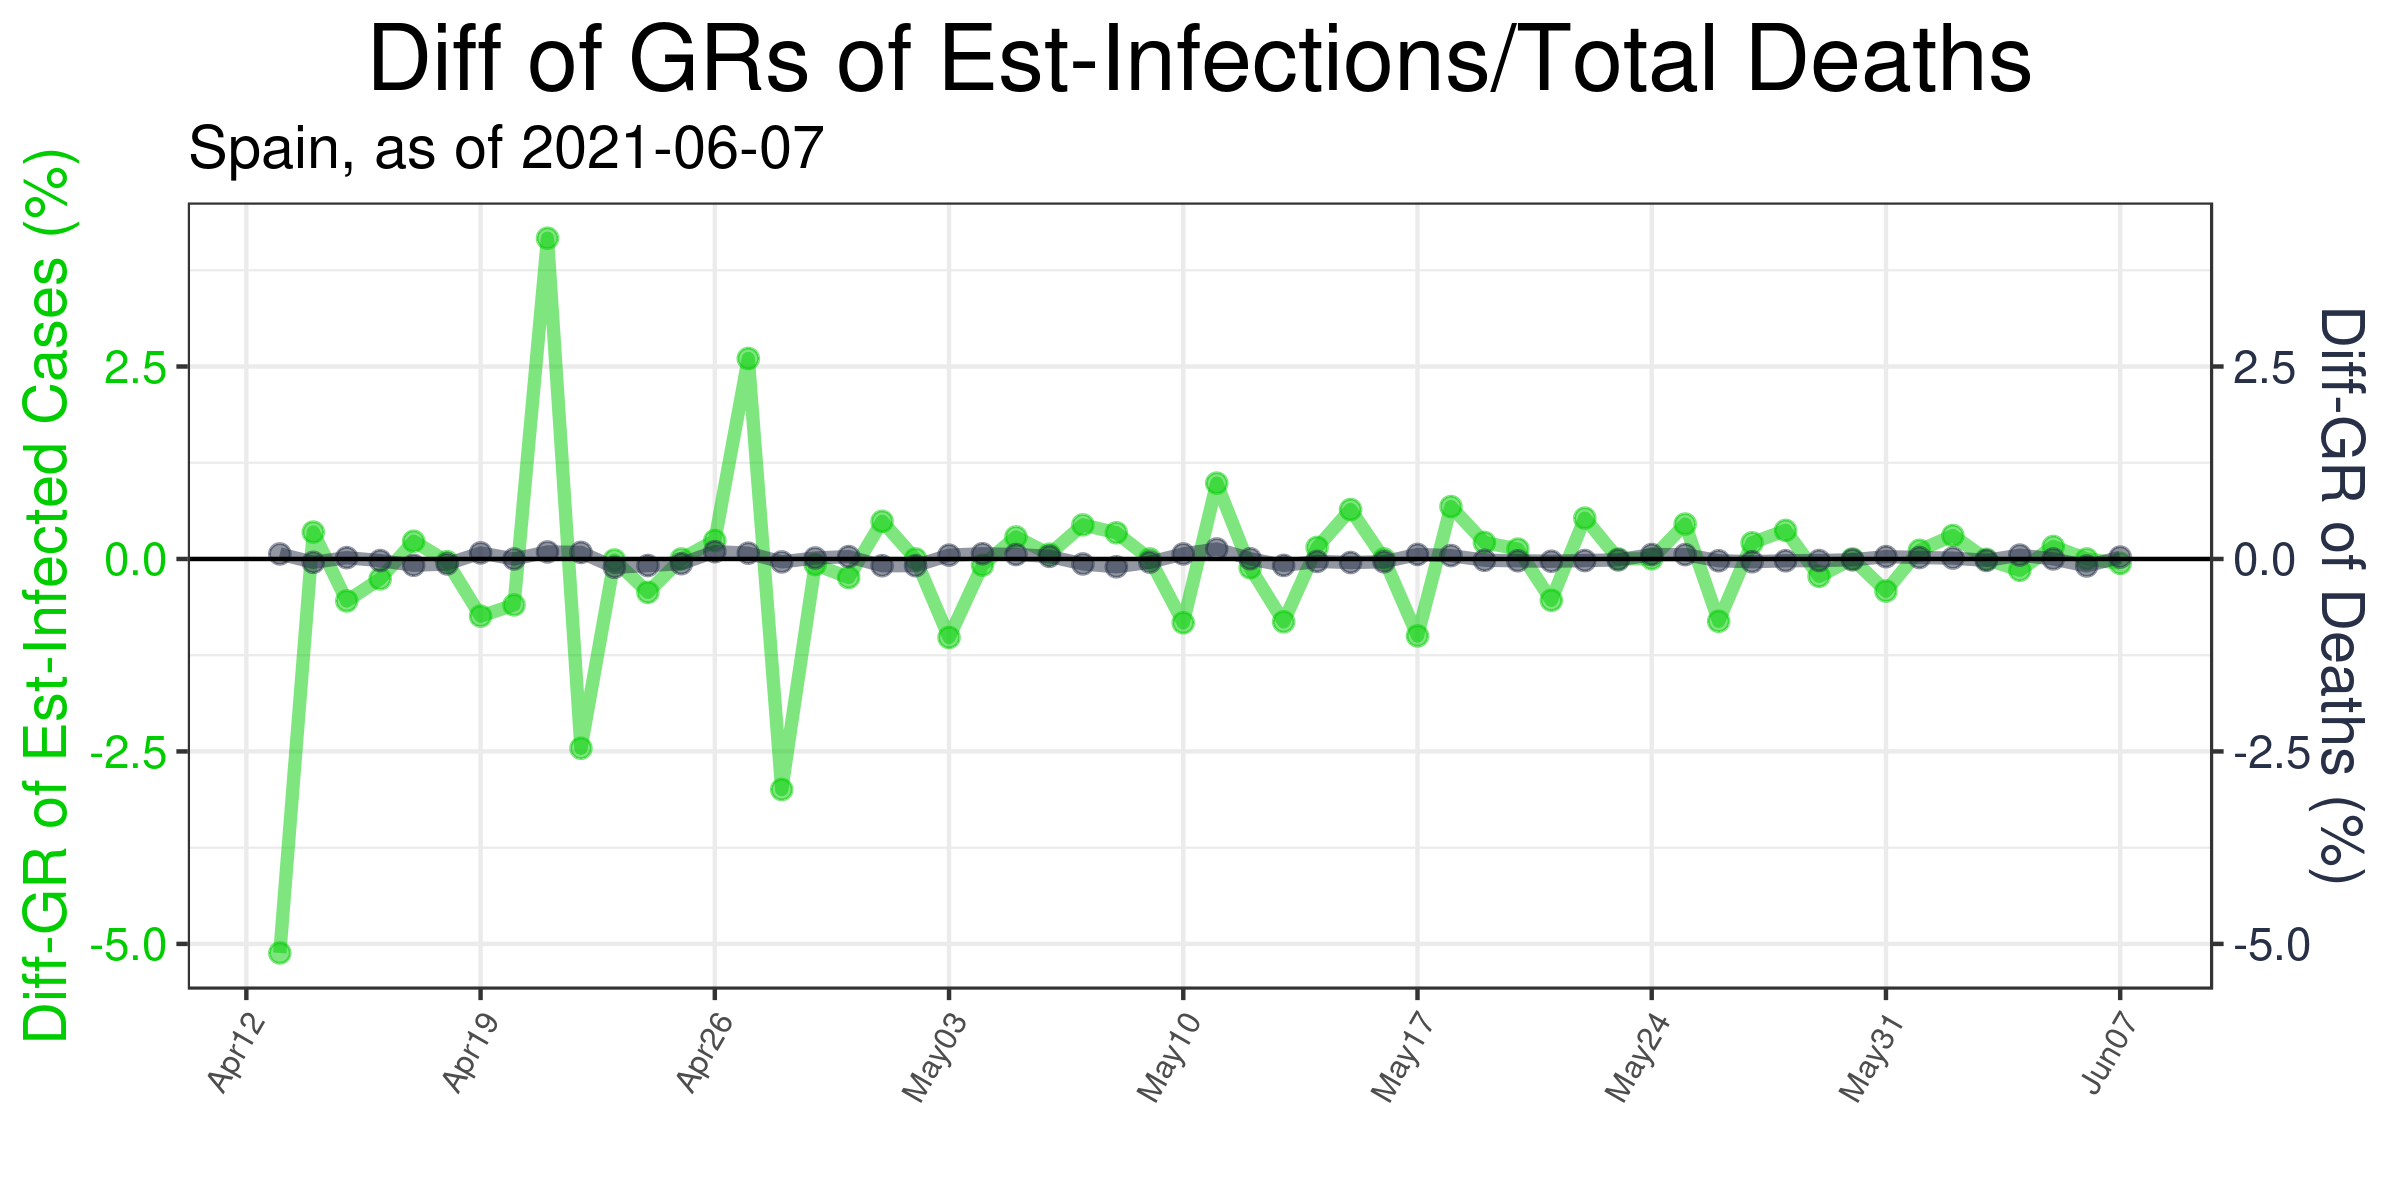 Diff of GRs of Est-Infections/Total Deaths
Spain, as of 2021-06-07
Diff-GR of Est-Infected Cases (%)
2.5
0.0
-2.5
-5.0
2.5
0.0
-2.5
-5.0
Diff-GR of Deaths (%)
Apr12
Apr19
Apr26
May03
May10
May17
May24
May31
Jun07